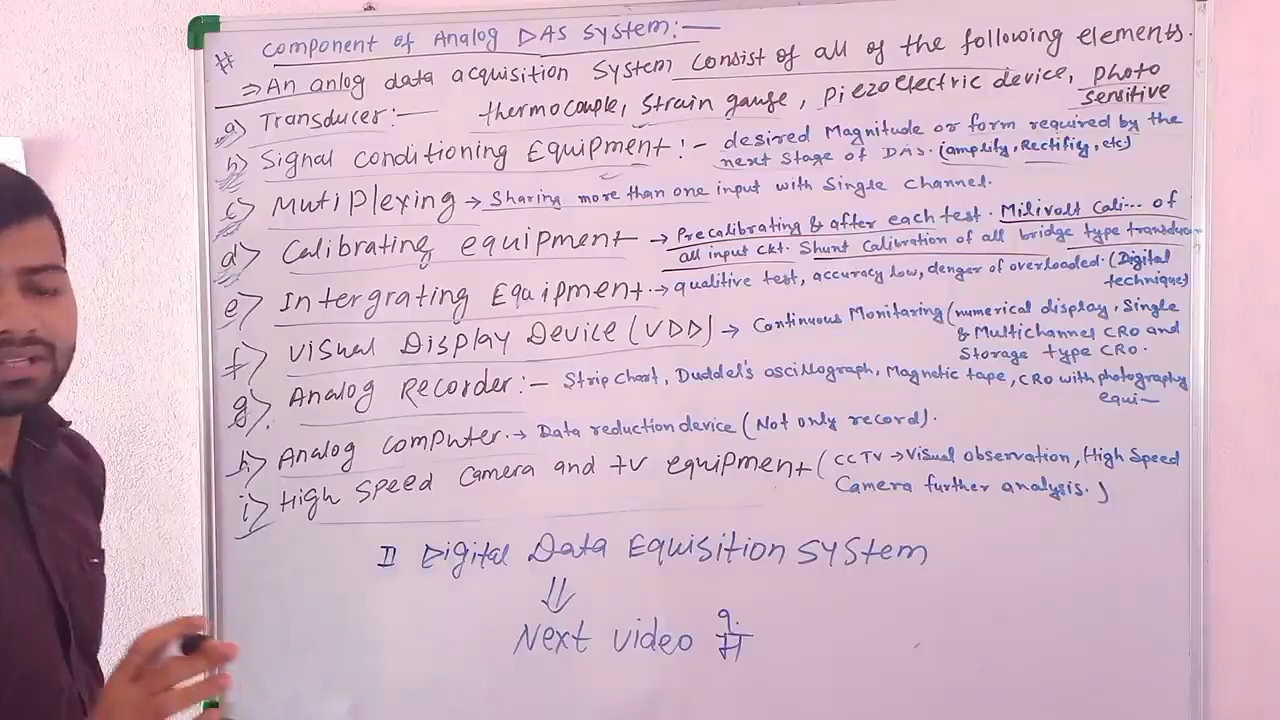 # Component of Analog DAS System:-
⇒ An anlog data acquisition System consist of all of the following elements.
a) Transducer:- thermocouple, Strain gauge, Piezoelectric device, photo sensitive
b) Signal Conditioning Equipment:- desired Magnitude or form required by the next Stage of DAS. (amplify, Rectifiy, etc)
c) MutiPlexing → Sharing more than one input with Single Channel.
d) Calibrating equipment → Precalibrating & after each test. Milivolt Cali... of all input ckt. Shunt Calibration of all bridge type transducer
e) Intergrating Equipment. → qualitive test, accuracy low, denger of overloaded. (Digital technique)
f) Visual Display Device (VDD) → Continuous Monitaring (numerical display, Single & Multichannel CRO and Storage type CRO.
g) Analog Recorder:- Strip Chart, Duddel's oscillograph, Magnetic tape, CRO with photography equi-
h) Analog computer. → Data reduction device (Not only record).
i) High Speed Camera and tv equipment (CCTV → Visual observation, High Speed Camera further analysis.)
II Digital Data Equisition System
⇓
Next video